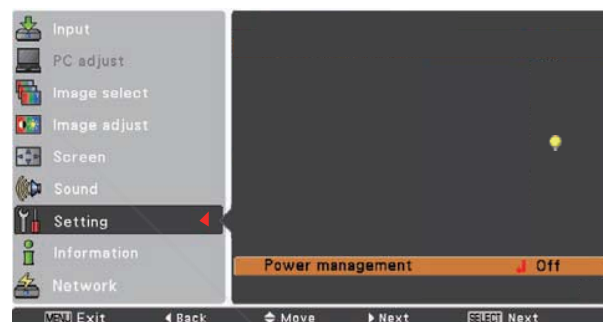 Input
PC adjust
Image select
Image adjust
Screen
Sound
Setting
Information
Network
Power management Off
MENU Exit Back Move Next SELECT Next